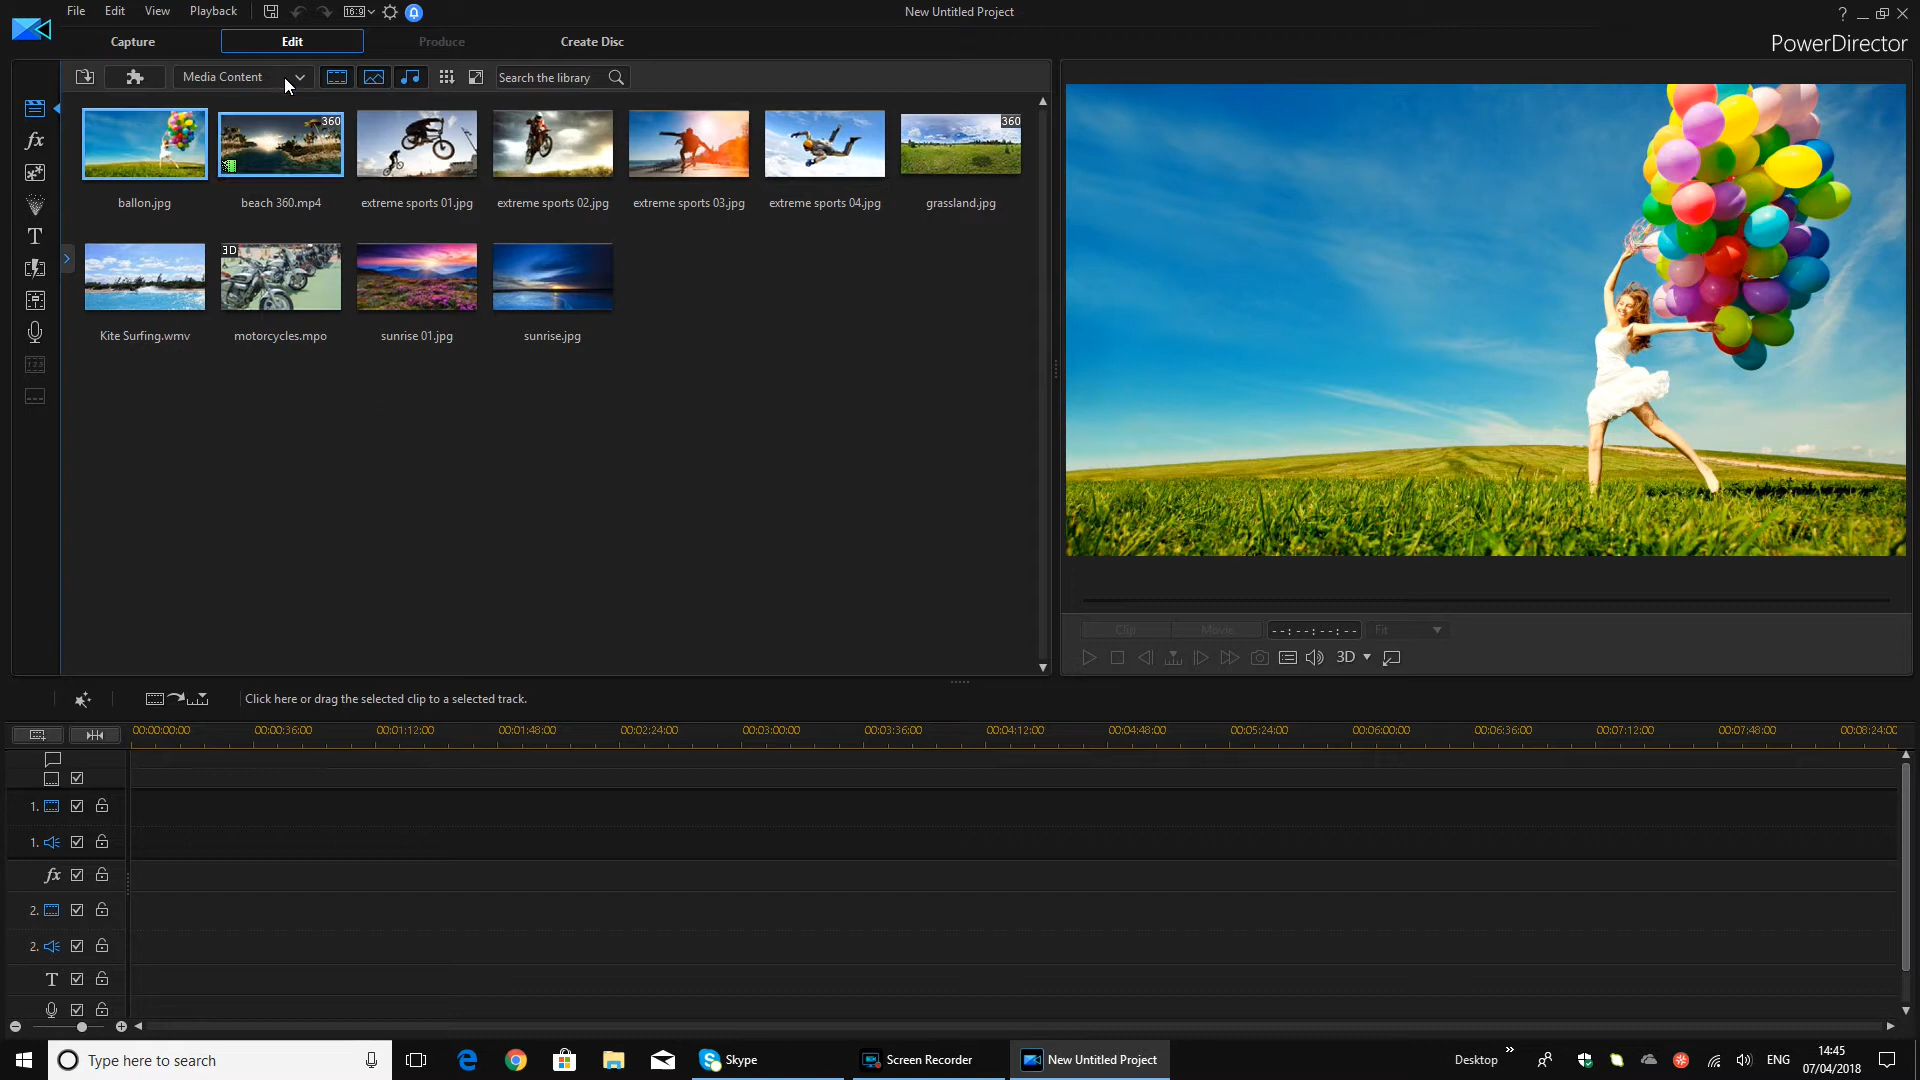 File Edit View Playback 16:9 New Untitled Project ?
Capture Edit Produce Create Disc PowerDirector
Media Content Search the library
360 360
ballon.jpg beach 360.mp4 extreme sports 01.jpg extreme sports 02.jpg extreme sports 03.jpg extreme sports 04.jpg grassland.jpg
3D
Kite Surfing.wmv motorcycles.mpo sunrise 01.jpg sunrise.jpg
Clip Movie --:--:--:-- Fit
3D
Click here or drag the selected clip to a selected track.
00:00:00:00 00:00:36:00 00:01:12:00 00:01:48:00 00:02:24:00 00:03:00:00 00:03:36:00 00:04:12:00 00:04:48:00 00:05:24:00 00:06:00:00 00:06:36:00 00:07:12:00 00:07:48:00 00:08:24:00
1.
1.
fx
2.
2.
T
Type here to search Skype Screen Recorder New Untitled Project Desktop ENG 14:45
07/04/2018